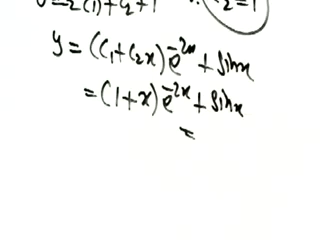 y = (c₁+c₂x) e^{-2x} + sinx
= (1+x) e^{-2x} + sinx
=